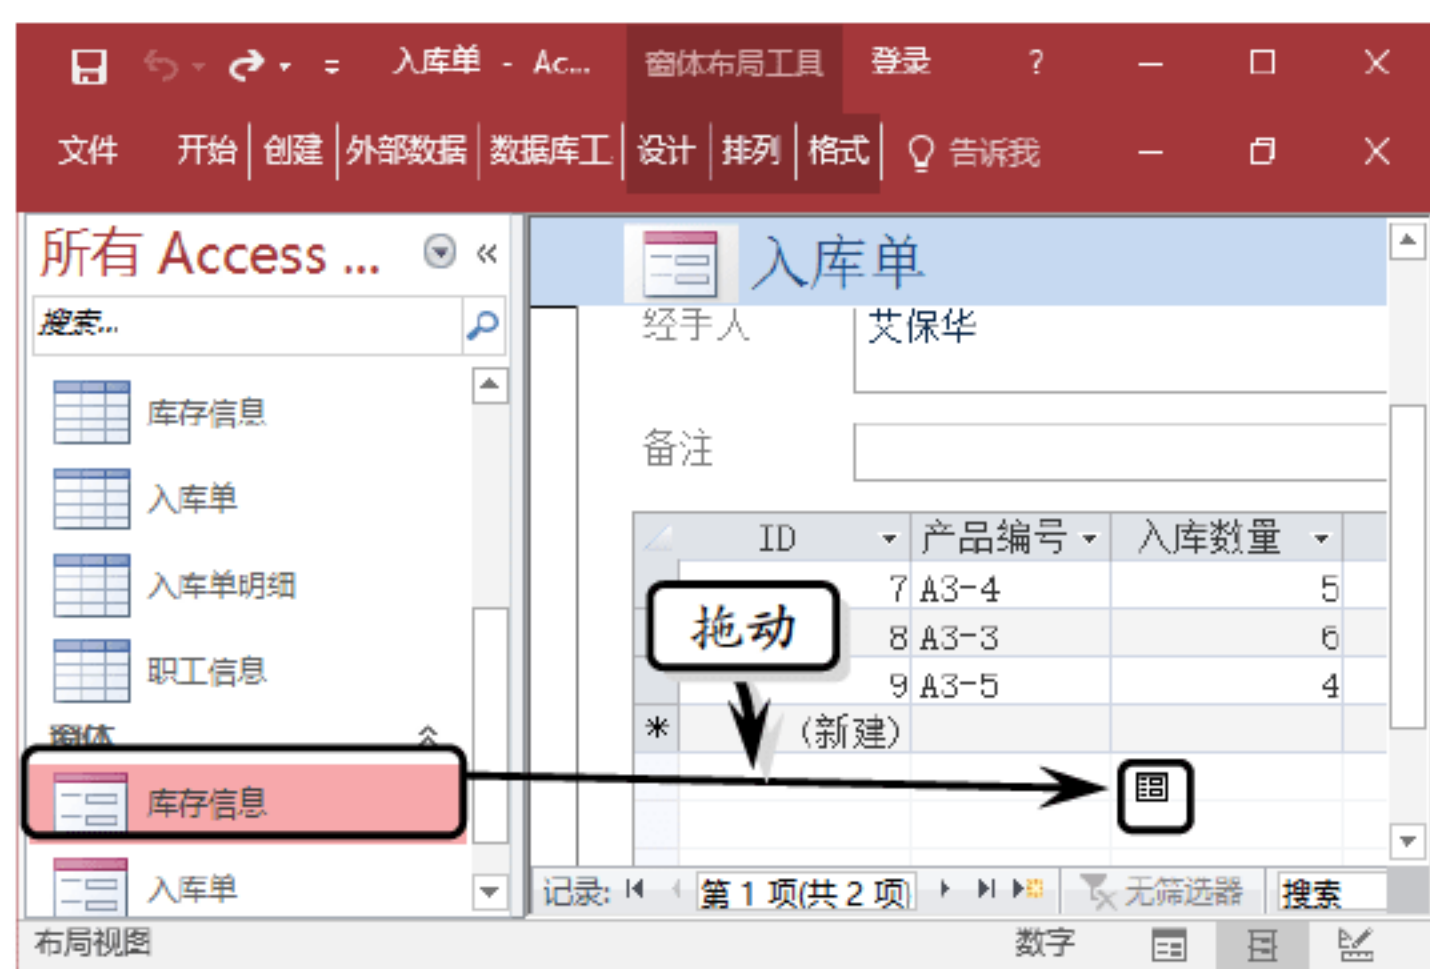 入库单 - Ac...
窗体布局工具
登录
?
文件 开始 创建 外部数据 数据库工 设计 排列 格式 告诉我
所有 Access ...
搜索...
库存信息
入库单
入库单明细
职工信息
窗体
库存信息
入库单
入库单
经手人 艾保华
备注
ID 产品编号 入库数量
7 A3-4 5
8 A3-3 6
9 A3-5 4
* (新建)
拖动
记录: 第 1 项(共 2 项) 无筛选器 搜索
布局视图 数字